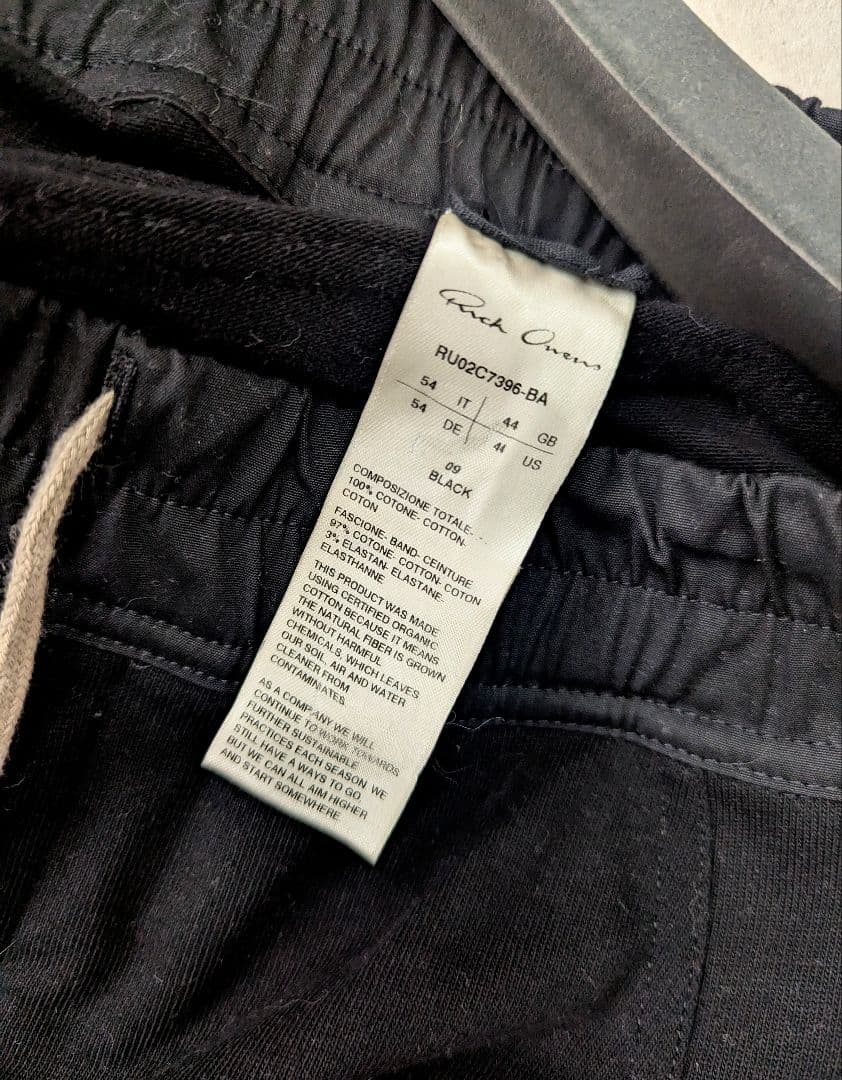 Rick Owens
RU02C7396-BA
54 IT 44 GB
54 DE 44 US
09
BLACK
COMPOSIZIONE TOTALE-
100% COTONE- COTTON-
COTON
FASCIONE- BAND- CEINTURE
97% COTONE- COTTON- COTON
3% ELASTAN- ELASTANE-
ELASTHANNE
THIS PRODUCT WAS MADE
USING CERTIFIED ORGANIC
COTTON BECAUSE IT MEANS
THE NATURAL FIBER IS GROWN
WITHOUT HARMFUL
CHEMICALS, WHICH LEAVES
OUR SOIL, AIR AND WATER
CLEANER FROM
CONTAMINATES
AS A COMPANY WE WILL
CONTINUE TO WORK TOWARDS
FURTHER SUSTAINABLE
PRACTICES EACH SEASON. WE
STILL HAVE A WAYS TO GO
BUT WE CAN ALL AIM HIGHER
AND START SOMEWHERE